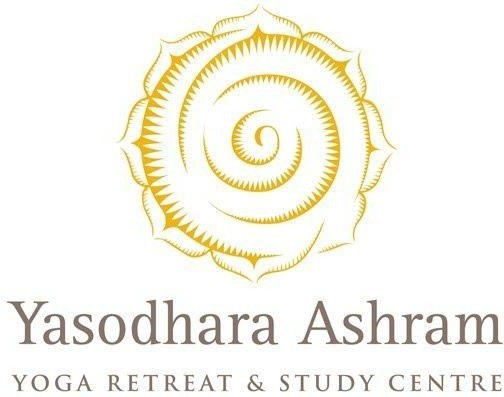 Yasodhara Ashram
YOGA RETREAT & STUDY CENTRE